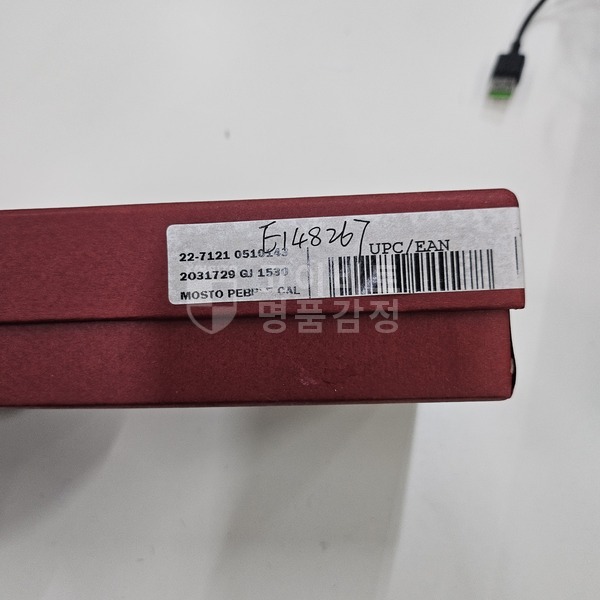 E148267
22-7121 0510143
UPC/EAN
2031729 GJ 1530
MOSTO PEBBLE CAL
명품감정